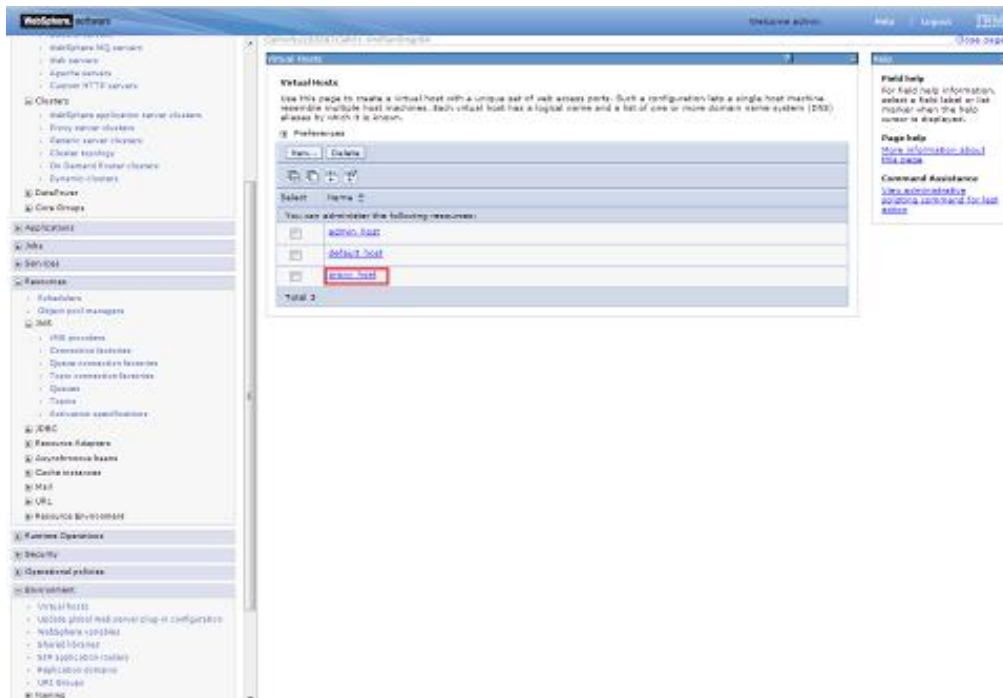 WebSphere. software
Welcome admin
Help | Logout
IBM
WebSphere MQ servers
Web servers
Apache servers
Custom HTTP servers
Clusters
WebSphere application server clusters
Proxy server clusters
Generic server clusters
Cluster topology
On Demand Router clusters
Dynamic clusters
DataPower
Core Groups
Applications
Jobs
Services
Resources
Schedulers
Object pool managers
JMS
JMS providers
Connection factories
Queue connection factories
Topic connection factories
Queues
Topics
Activation specifications
JDBC
Resource Adapters
Asynchronous beans
Cache instances
Mail
URL
Resource Environment
Runtime Operations
Security
Operational policies
Environment
Virtual hosts
Update global Web server plug-in configuration
WebSphere variables
Shared libraries
SIP application routers
Replication domains
URI Groups
Naming
Close page
Virtual Hosts
Virtual Hosts
Use this page to create a virtual host with a unique set of web access ports. Such a configuration lets a single host machine
resemble multiple host machines. Each virtual host has a logical name and a list of one or more domain name system (DNS)
aliases by which it is known.
Preferences
New... Delete
Select Name
You can administer the following resources:
admin_host
default_host
proxy_host
Total 3
Help
Field help
For field help information,
select a field label or list
marker when the help
cursor is displayed.
Page help
More information about
this page
Command Assistance
View administrative
scripting command for last
action